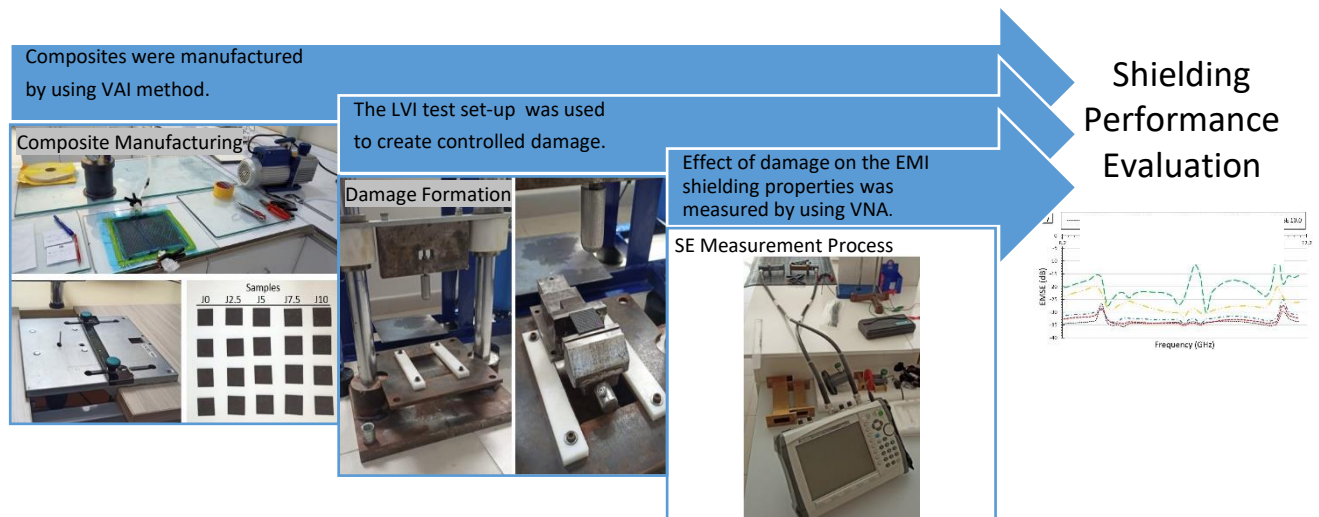 Composites were manufactured
by using VAI method.
Composite Manufacturing
Samples
J0 J2.5 J5 J7.5 J10
The LVI test set-up was used
to create controlled damage.
Damage Formation
Effect of damage on the EMI
shielding properties was
measured by using VNA.
SE Measurement Process
Shielding
Performance
Evaluation
EMSE (dB)
Frequency (GHz)